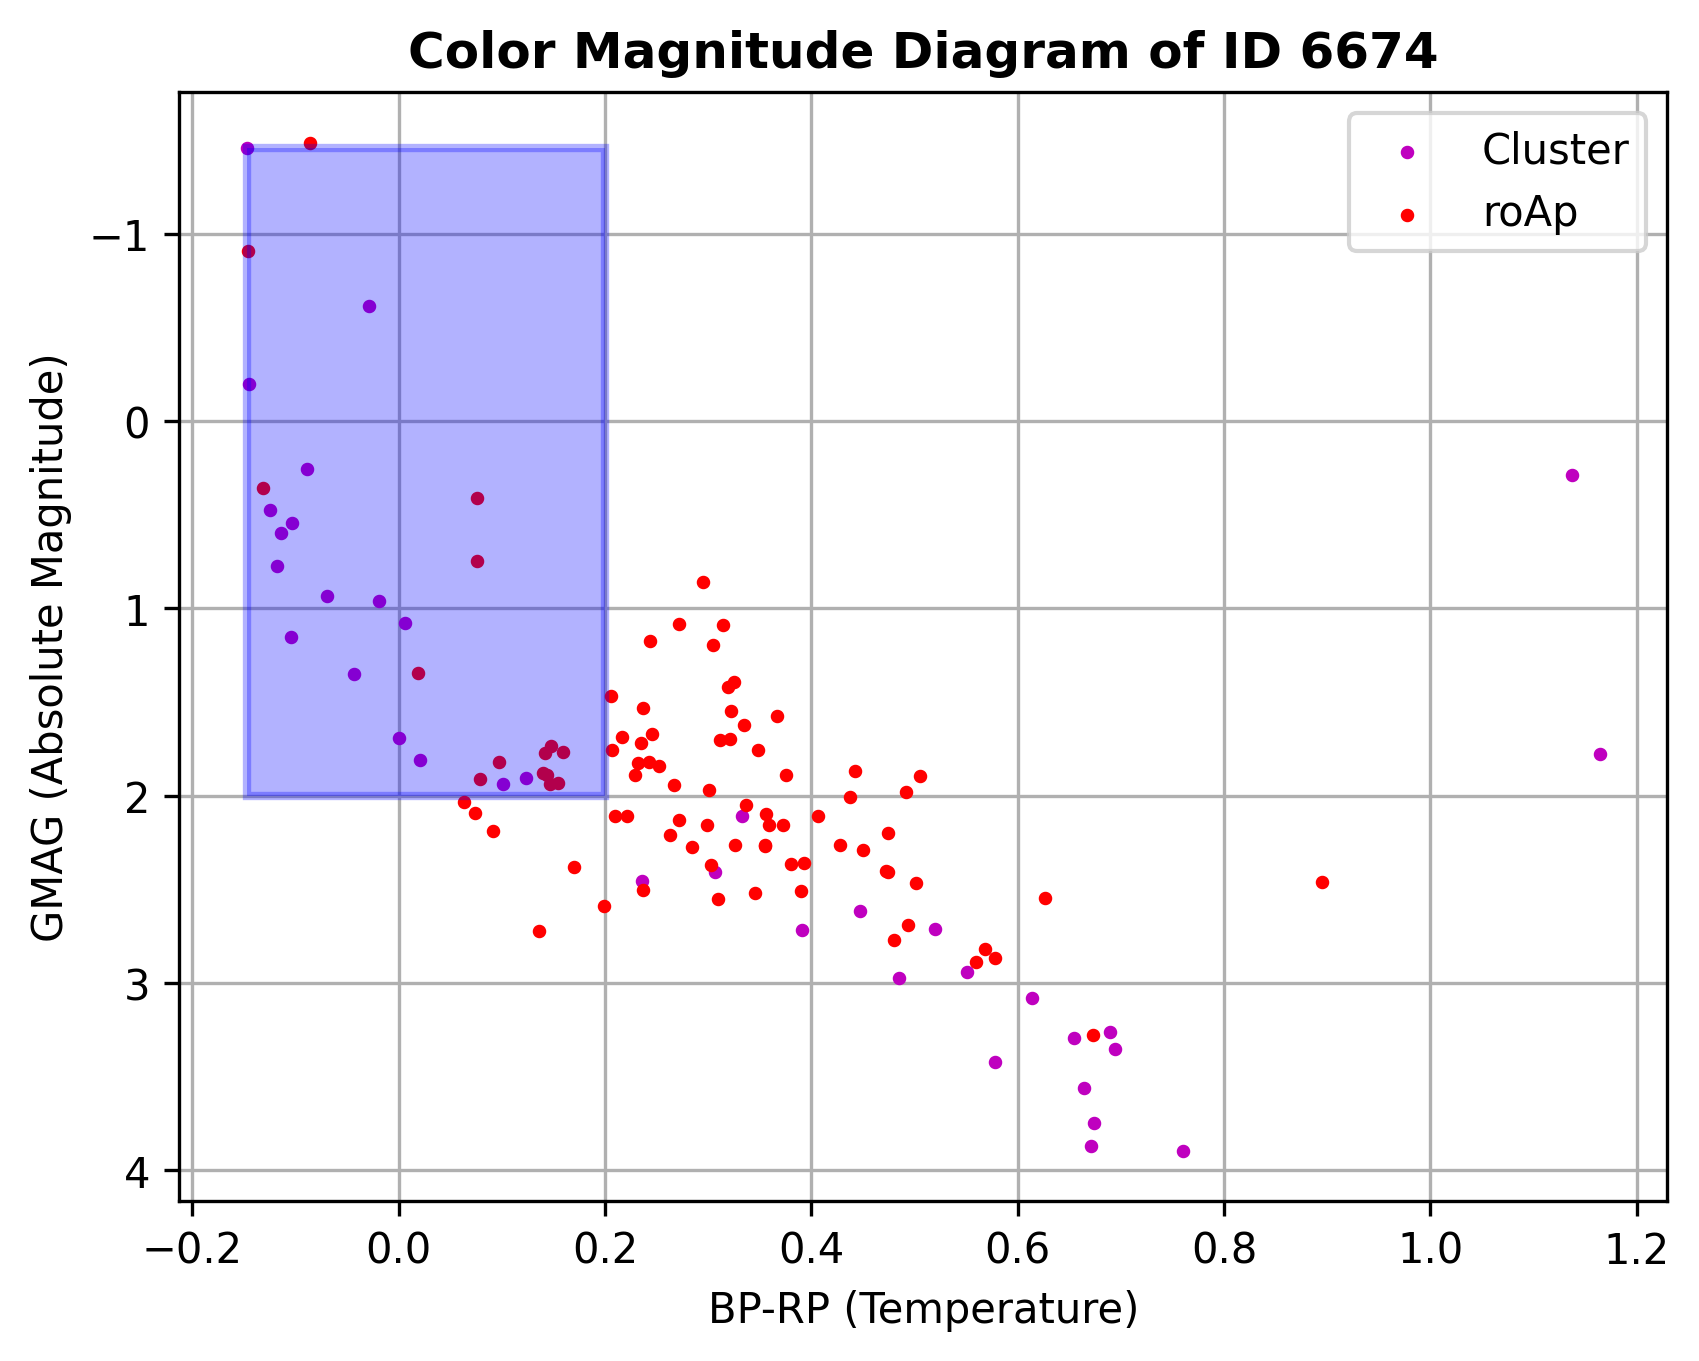 Color Magnitude Diagram of ID 6674
Cluster
roAp
−1
0
1
2
3
4
GMAG (Absolute Magnitude)
−0.2 0.0 0.2 0.4 0.6 0.8 1.0 1.2
BP-RP (Temperature)